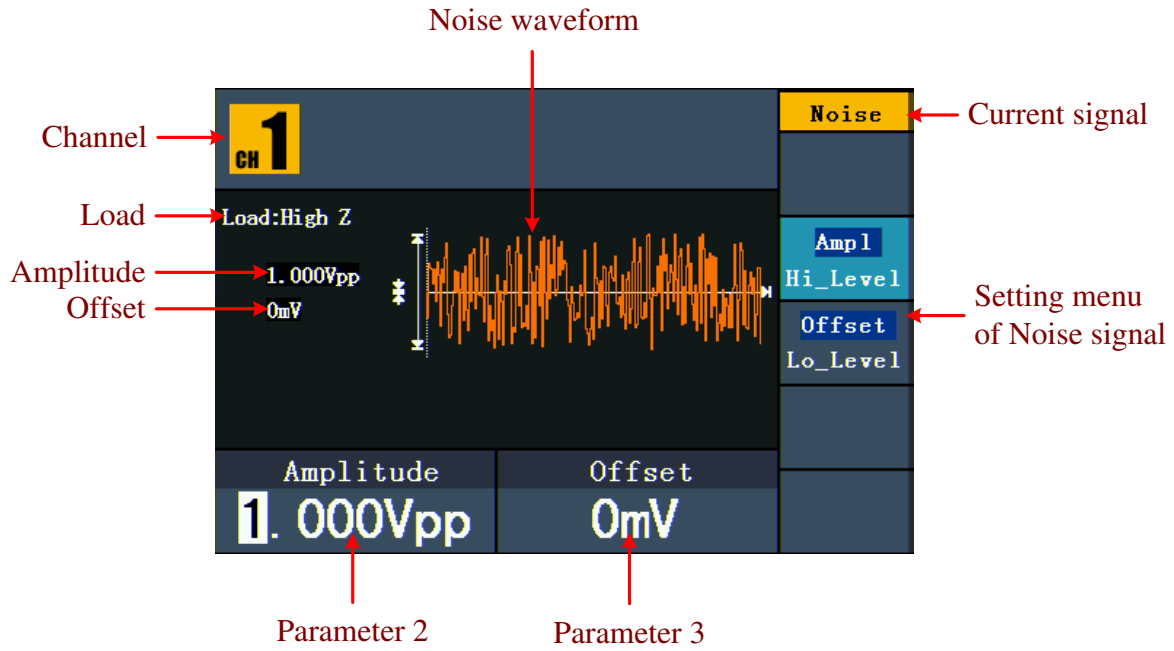 Noise waveform
CH 1
Noise
Channel
Current signal
Load
Load:High Z
Amplitude
1.000Vpp
Offset
0mV
Ampl
Hi_Level
Offset
Lo_Level
Setting menu
of Noise signal
Amplitude
Offset
1.000Vpp
0mV
Parameter 2
Parameter 3